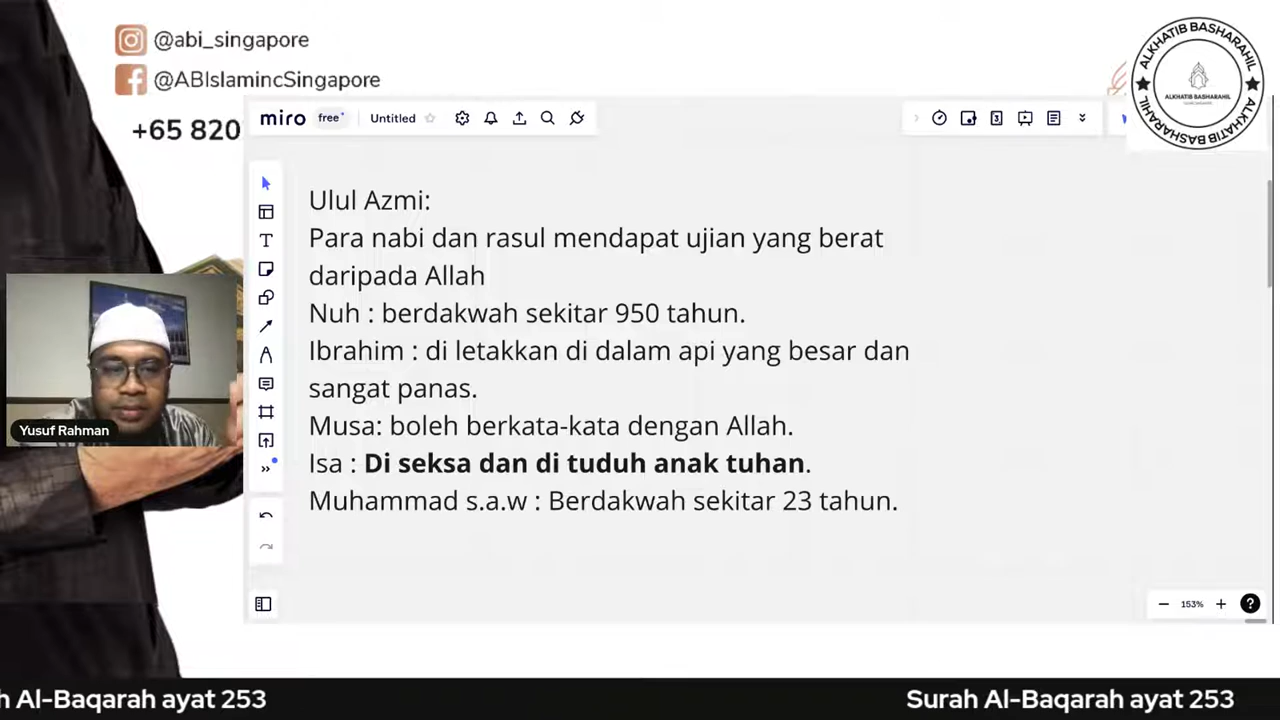 @abi_singapore
@ABIslamincSingapore
+65 820
ALKHATIB BASHARAHIL
ALKHATIB BASHARAHIL
ALKHATIB BASHARAHIL
miro free Untitled
Ulul Azmi:
Para nabi dan rasul mendapat ujian yang berat
daripada Allah
Nuh : berdakwah sekitar 950 tahun.
Ibrahim : di letakkan di dalam api yang besar dan
sangat panas.
Musa: boleh berkata-kata dengan Allah.
Isa : Di seksa dan di tuduh anak tuhan.
Muhammad s.a.w : Berdakwah sekitar 23 tahun.
Yusuf Rahman
153%
h Al-Baqarah ayat 253
Surah Al-Baqarah ayat 253